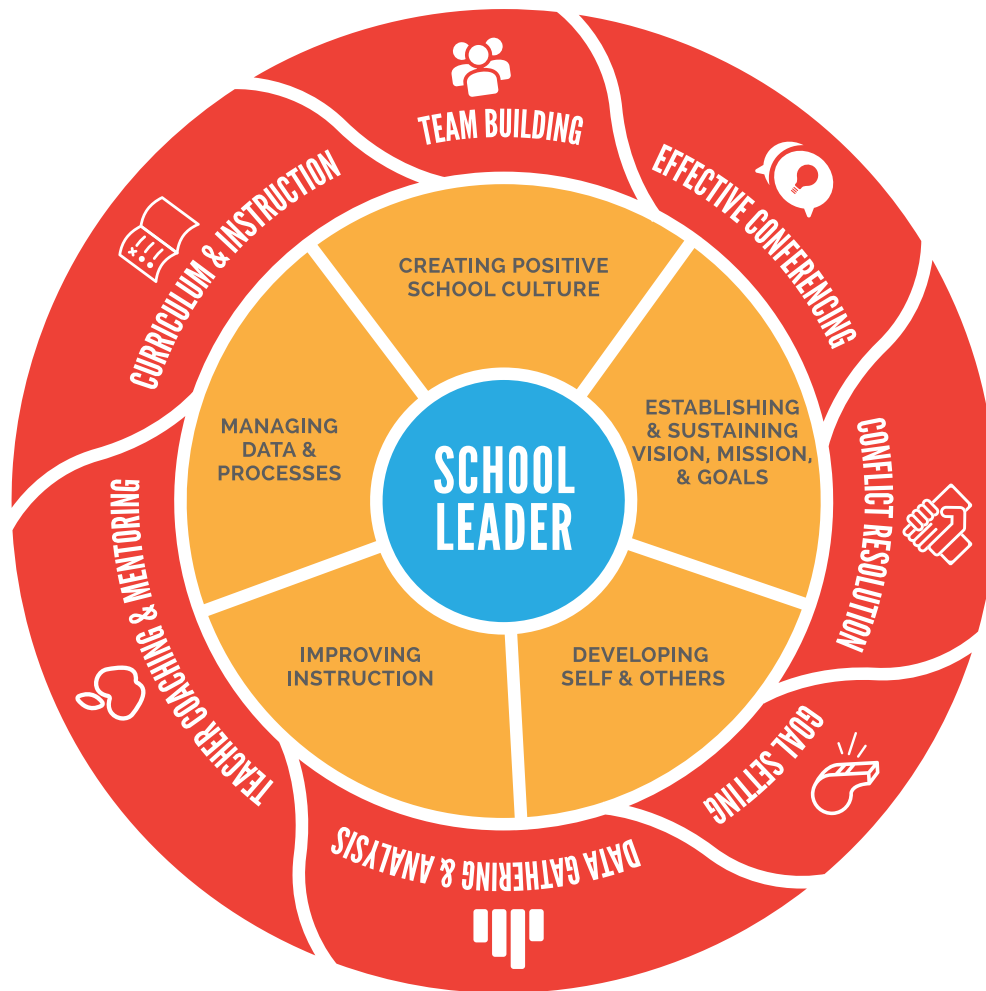 TEAM BUILDING
EFFECTIVE CONFERENCING
CONFLICT RESOLUTION
GOAL SETTING
DATA GATHERING & ANALYSIS
TEACHER COACHING & MENTORING
CURRICULUM & INSTRUCTION
CREATING POSITIVE
SCHOOL CULTURE
ESTABLISHING
& SUSTAINING
VISION, MISSION,
& GOALS
DEVELOPING
SELF & OTHERS
IMPROVING
INSTRUCTION
MANAGING
DATA &
PROCESSES
SCHOOL
LEADER